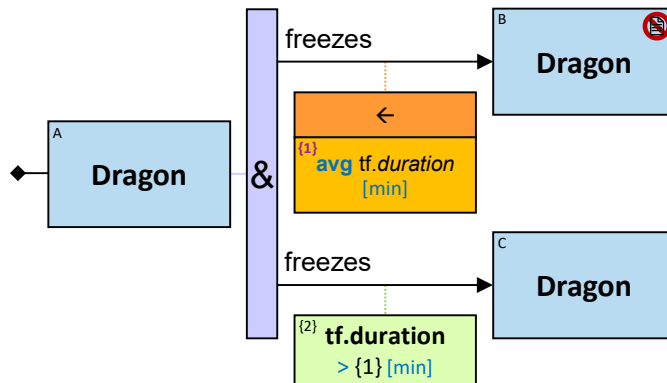 freezes
B
Dragon
A
Dragon
&
←
{1}
avg tf.duration
[min]
freezes
C
Dragon
{2}
tf.duration
> {1} [min]